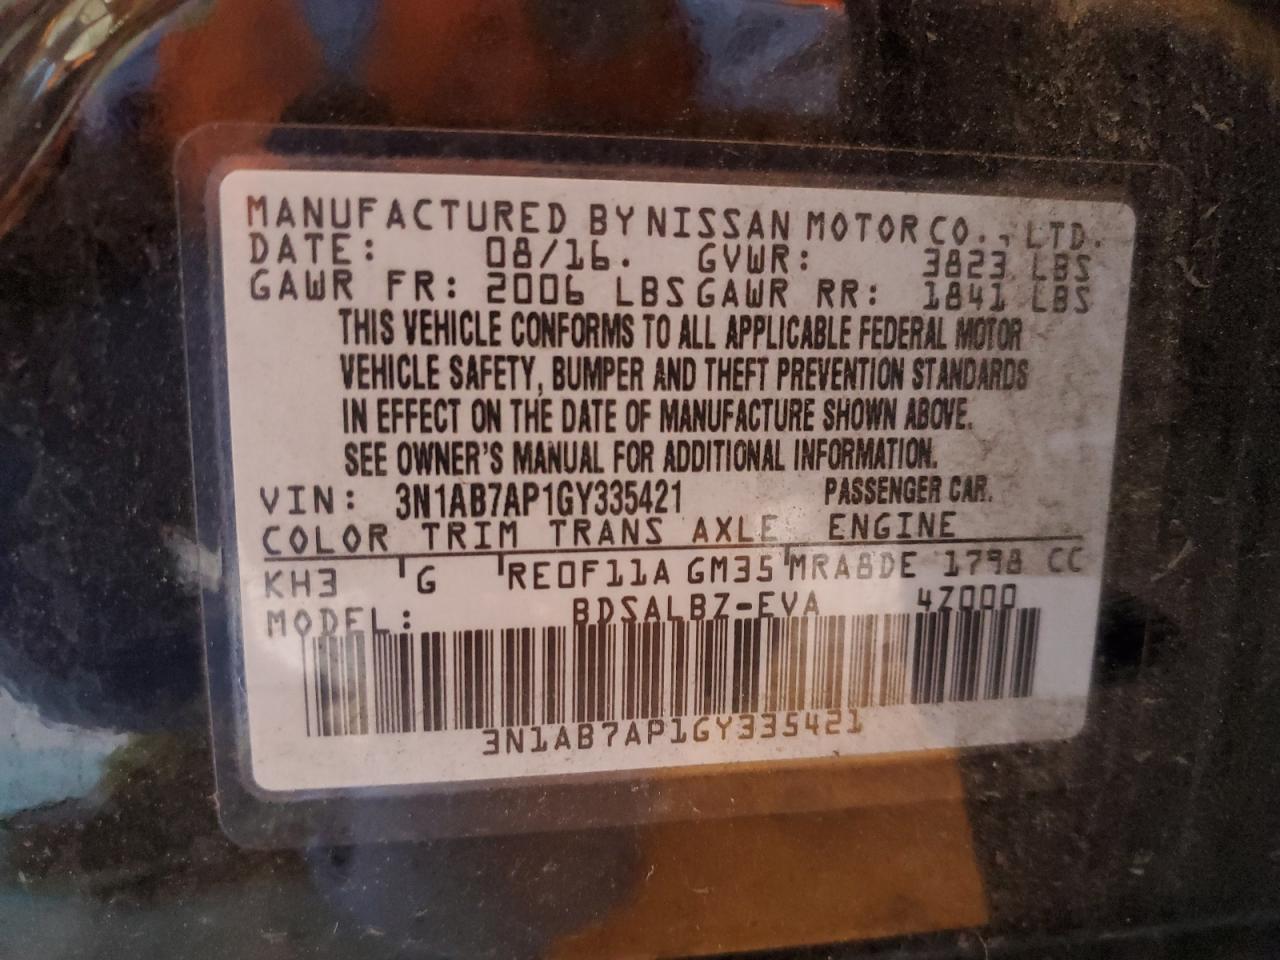 MANUFACTURED BY NISSAN MOTOR CO., LTD.
DATE: 08/16. GVWR: 3823 LBS
GAWR FR: 2006 LBS GAWR RR: 1841 LBS
THIS VEHICLE CONFORMS TO ALL APPLICABLE FEDERAL MOTOR
VEHICLE SAFETY, BUMPER AND THEFT PREVENTION STANDARDS
IN EFFECT ON THE DATE OF MANUFACTURE SHOWN ABOVE.
SEE OWNER'S MANUAL FOR ADDITIONAL INFORMATION.
VIN: 3N1AB7AP1GY335421 PASSENGER CAR.
COLOR TRIM TRANS AXLE ENGINE
KH3 G RE0F11A GM35 MRA8DE 1798 CC
MODEL: BDSALBZ-EVA 4Z000
3N1AB7AP1GY335421